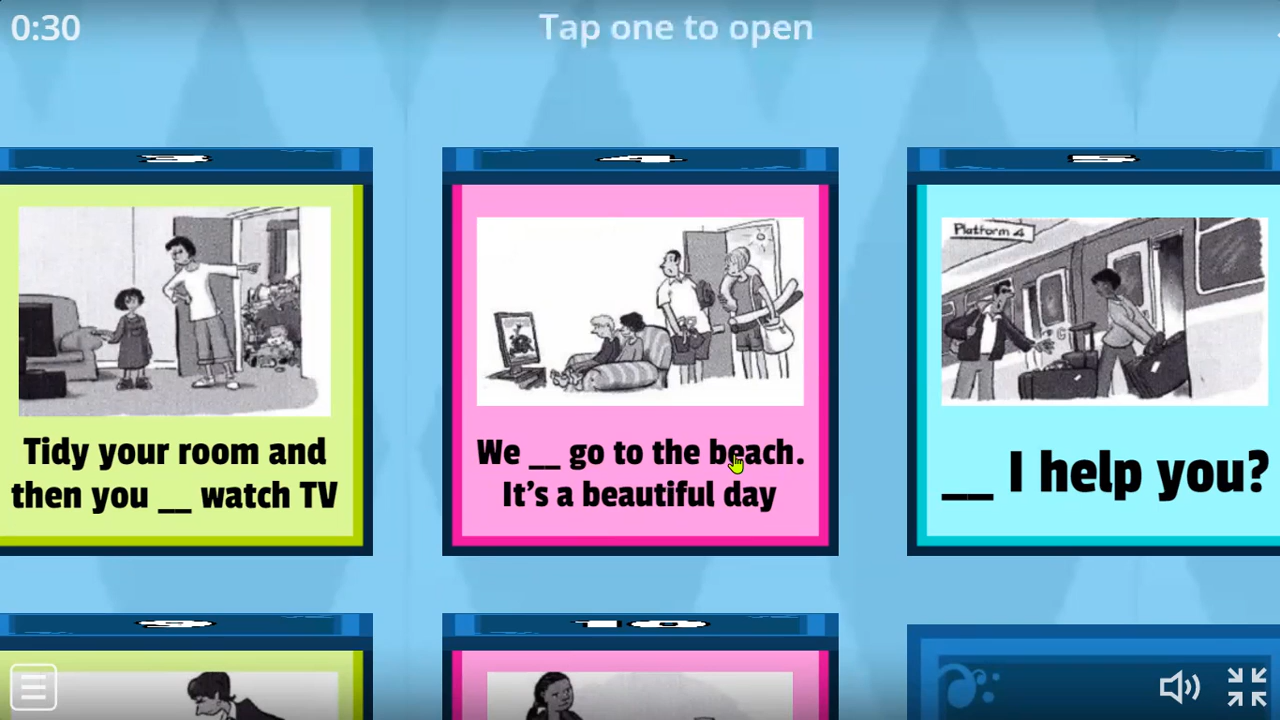 0:30
Tap one to open
Tidy your room and
then you __ watch TV
We __ go to the beach.
It's a beautiful day
Platform 4
__ I help you?